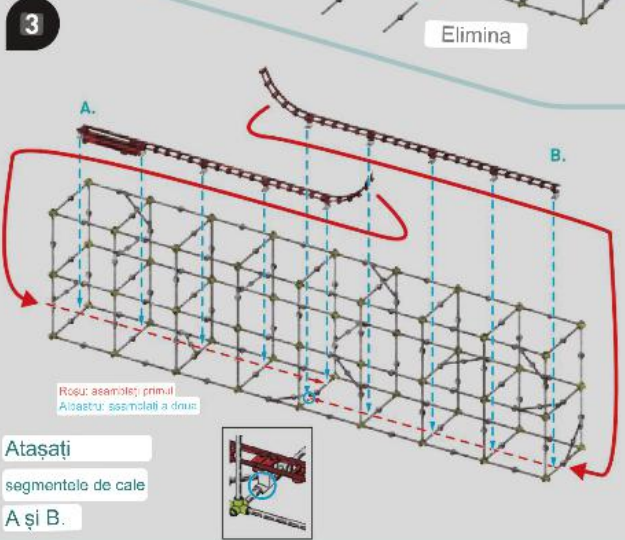 3
Elimina
A.
B.
Roșu: asamblați primul
Albastru: asamblați a doua
Atașați
segmentele de cale
A și B.